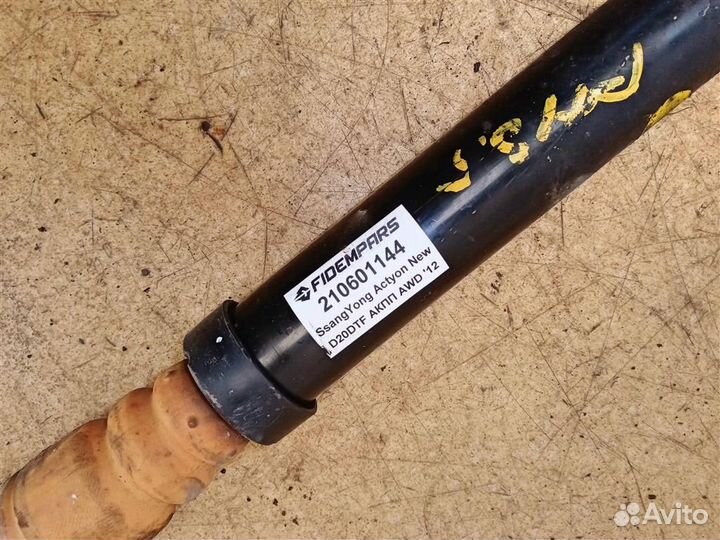 FIDEMPARS
210601144
SsangYong Actyon New
D20DTF АКПП AWD '12
Avito